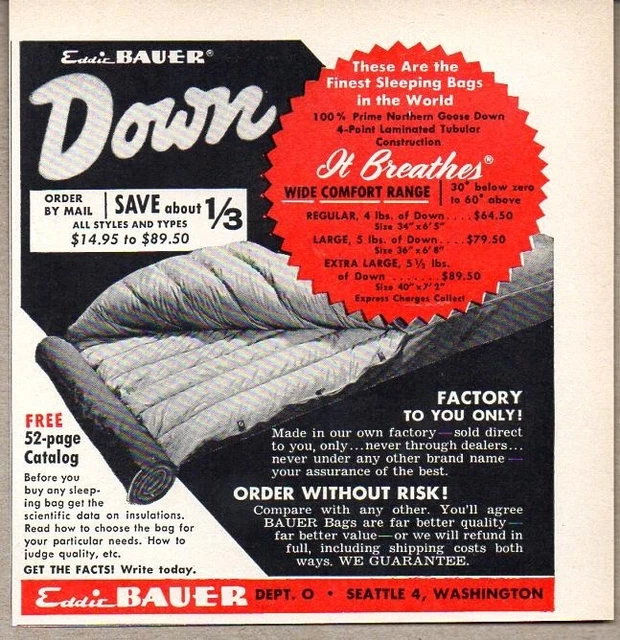 Eddie BAUER®
Down
ORDER BY MAIL
SAVE about 1/3
ALL STYLES AND TYPES
$14.95 to $89.50
These Are the
Finest Sleeping Bags
in the World
100% Prime Northern Goose Down
4-Point Laminated Tubular
Construction
It Breathes®
WIDE COMFORT RANGE
30° below zero
to 60° above
REGULAR, 4 lbs. of Down....$64.50
Size 34"x6'5"
LARGE, 5 lbs. of Down....$79.50
Size 36"x6'8"
EXTRA LARGE, 5½ lbs.
of Down .......$89.50
Size 40"x7'2"
Express Charges Collect
FACTORY
TO YOU ONLY!
Made in our own factory—sold direct
to you, only...never through dealers...
never under any other brand name—
your assurance of the best.
ORDER WITHOUT RISK!
Compare with any other. You'll agree
BAUER Bags are far better quality—
far better value—or we will refund in
full, including shipping costs both
ways. WE GUARANTEE.
FREE
52-page
Catalog
Before you
buy any sleep-
ing bag get the
scientific data on insulations.
Read how to choose the bag for
your particular needs. How to
judge quality, etc.
GET THE FACTS! Write today.
Eddie BAUER DEPT. O • SEATTLE 4, WASHINGTON